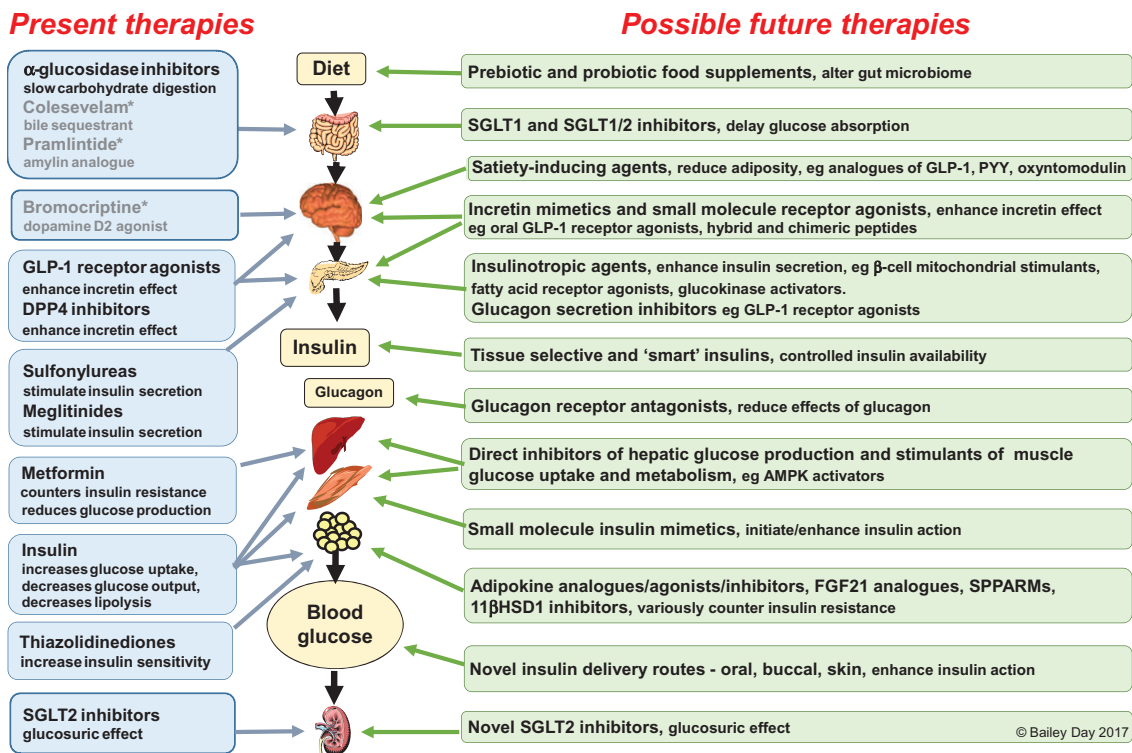 Present therapies
Possible future therapies
α-glucosidase inhibitors
slow carbohydrate digestion
Colesevelam*
bile sequestrant
Pramlintide*
amylin analogue
Bromocriptine*
dopamine D2 agonist
GLP-1 receptor agonists
enhance incretin effect
DPP4 inhibitors
enhance incretin effect
Sulfonylureas
stimulate insulin secretion
Meglitinides
stimulate insulin secretion
Metformin
counters insulin resistance
reduces glucose production
Insulin
increases glucose uptake,
decreases glucose output,
decreases lipolysis
Thiazolidinediones
increase insulin sensitivity
SGLT2 inhibitors
glucosuric effect
Diet
Insulin
Glucagon
Blood
glucose
Prebiotic and probiotic food supplements, alter gut microbiome
SGLT1 and SGLT1/2 inhibitors, delay glucose absorption
Satiety-inducing agents, reduce adiposity, eg analogues of GLP-1, PYY, oxyntomodulin
Incretin mimetics and small molecule receptor agonists, enhance incretin effect
eg oral GLP-1 receptor agonists, hybrid and chimeric peptides
Insulinotropic agents, enhance insulin secretion, eg β-cell mitochondrial stimulants,
fatty acid receptor agonists, glucokinase activators.
Glucagon secretion inhibitors eg GLP-1 receptor agonists
Tissue selective and ‘smart’ insulins, controlled insulin availability
Glucagon receptor antagonists, reduce effects of glucagon
Direct inhibitors of hepatic glucose production and stimulants of muscle
glucose uptake and metabolism, eg AMPK activators
Small molecule insulin mimetics, initiate/enhance insulin action
Adipokine analogues/agonists/inhibitors, FGF21 analogues, SPPARMs,
11βHSD1 inhibitors, variously counter insulin resistance
Novel insulin delivery routes - oral, buccal, skin, enhance insulin action
Novel SGLT2 inhibitors, glucosuric effect
© Bailey Day 2017